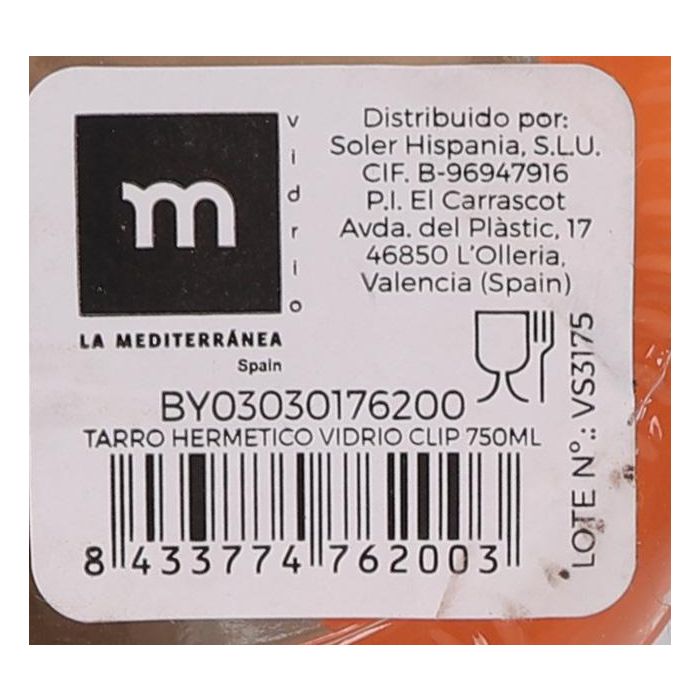 m
vidrio
LA MEDITERRÁNEA
Spain
Distribuido por:
Soler Hispania, S.L.U.
CIF. B-96947916
P.I. El Carrascot
Avda. del Plàstic, 17
46850 L'Olleria,
Valencia (Spain)
BY03030176200
TARRO HERMETICO VIDRIO CLIP 750ML
8 433774 762003
LOTE Nº.: VS3175